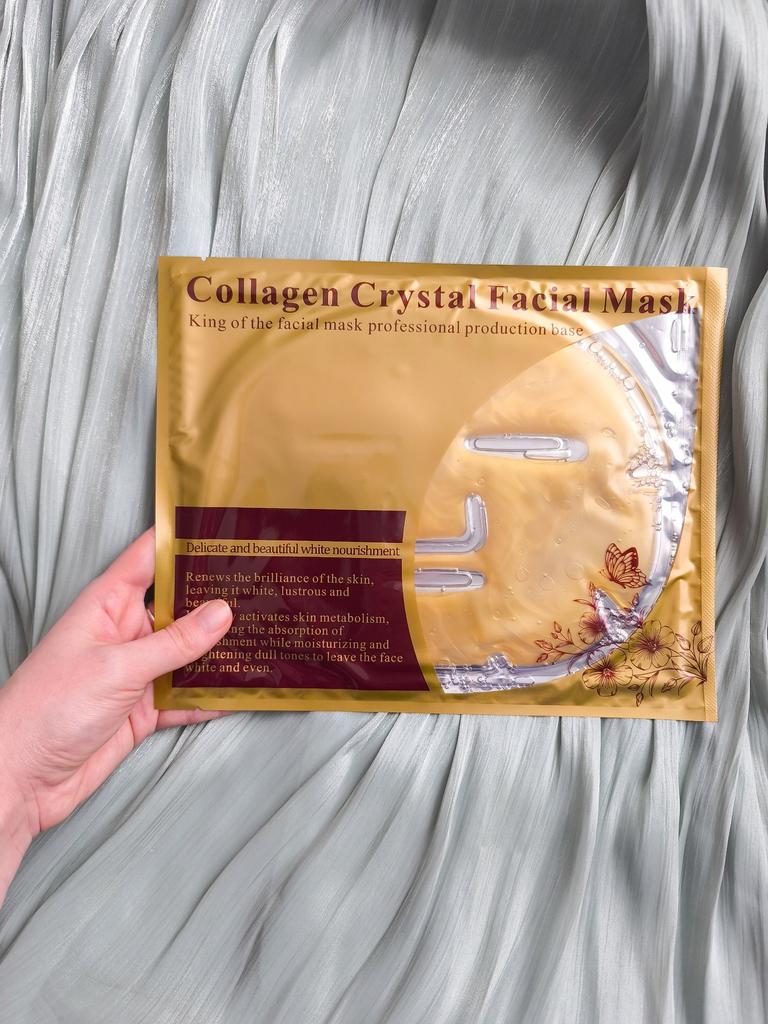 Collagen Crystal Facial Mask
King of the facial mask professional production base
Delicate and beautiful white nourishment
Renews the brilliance of the skin,
leaving it white, lustrous and
activates skin metabolism,
the absorption of
while moisturizing and
dull tones to leave the face
white and even.